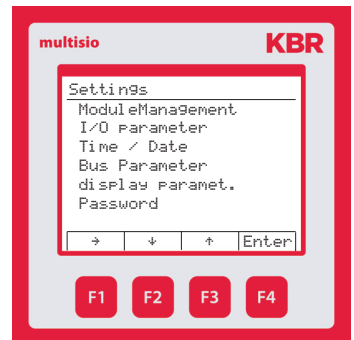 multisio KBR
Settings
ModuleManagement
I/O parameter
Time / Date
Bus Parameter
display paramet.
Password
→ ↓ ↑ Enter
F1 F2 F3 F4